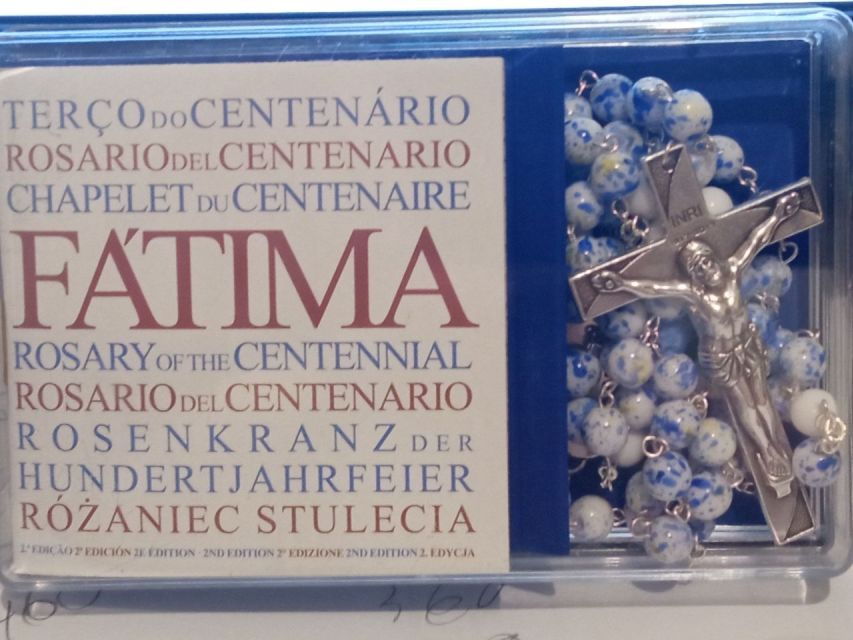 TERÇO DO CENTENÁRIO
ROSARIO DEL CENTENARIO
CHAPELET DU CENTENAIRE
FÁTIMA
ROSARY OF THE CENTENNIAL
ROSARIO DEL CENTENARIO
ROSENKRANZ DER
HUNDERTJAHRFEIER
RÓŻANIEC STULECIA
2.ª EDIÇÃO 2ª EDICIÓN 2E ÉDITION - 2ND EDITION 2ª EDIZIONE 2ND EDITION 2. EDYCJA
INRI